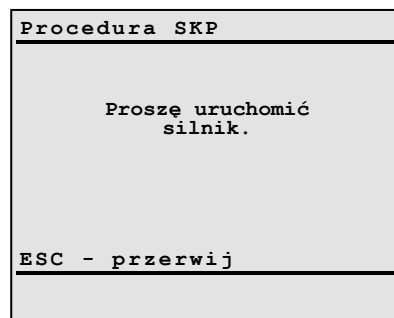 Procedura SKP
Proszę uruchomić
silnik.
ESC - przerwij